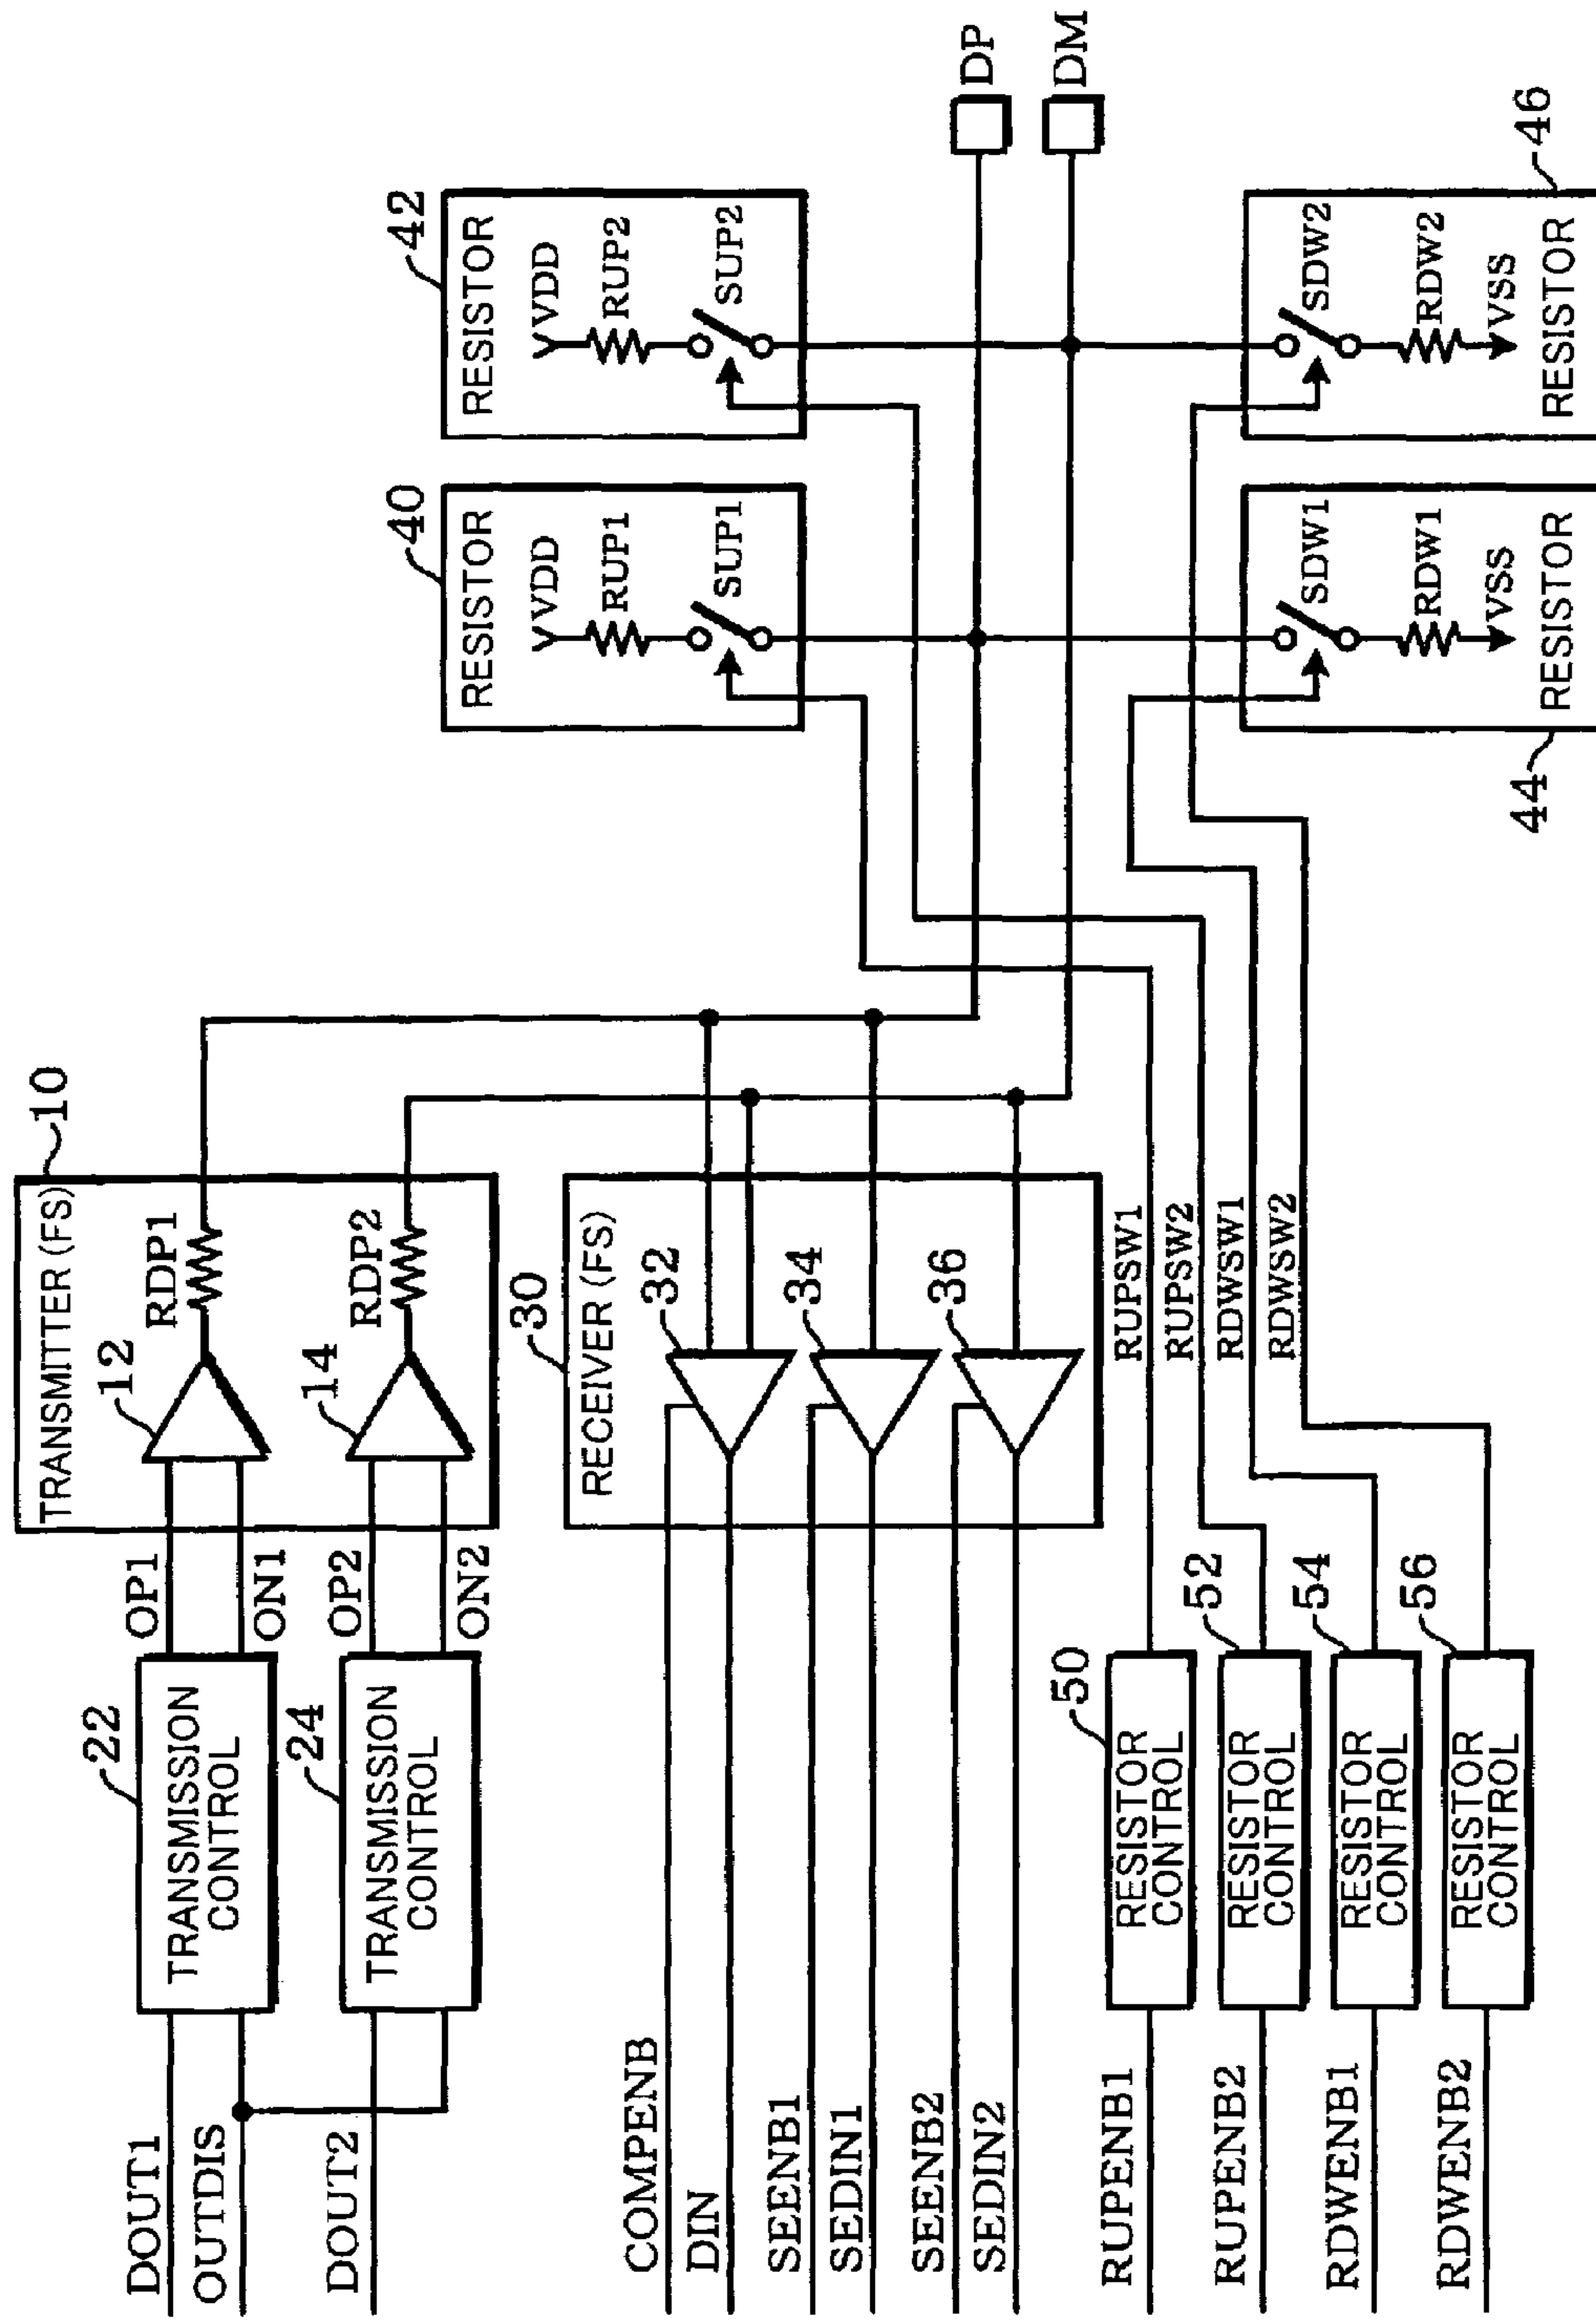 DOUT1
OUTDIS
DOUT2
22
TRANSMISSION
CONTROL
24
TRANSMISSION
CONTROL
OP1
ON1
OP2
ON2
10
TRANSMITTER (FS)
12
RDP1
14
RDP2
COMPENB
DIN
SEENB1
SEDIN1
SEENB2
SEDIN2
30
RECEIVER (FS)
32
34
36
RUPENB1
RUPENB2
RDWENB1
RDWENB2
50
RESISTOR
CONTROL
52
RESISTOR
CONTROL
54
RESISTOR
CONTROL
56
RESISTOR
CONTROL
RUPSW1
RUPSW2
RDWSW1
RDWSW2
40
RESISTOR
VDD
RUP1
SUP1
42
RESISTOR
VDD
RUP2
SUP2
DP
DM
44
SDW1
RDW1
VSS
RESISTOR
46
SDW2
RDW2
VSS
RESISTOR